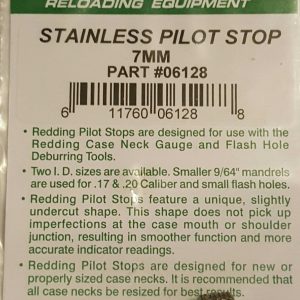 RELOADING EQUIPMENT
STAINLESS PILOT STOP
7MM
PART #06128
6 11760 06128 8
• Redding Pilot Stops are designed for use with the
Redding Case Neck Gauge and Flash Hole
Deburring Tools.
• Two I.D. sizes are available. Smaller 9/64" mandrels
are used for .17 & .20 Caliber and small flash holes.
• Redding Pilot Stops feature a unique, slightly
undercut shape. This shape does not pick up
imperfections at the case mouth or shoulder
junction, resulting in smoother function and more
accurate indicator readings.
• Redding Pilot Stops are designed for new or
properly sized case necks. It is recommended that
all case necks be resized for best results.